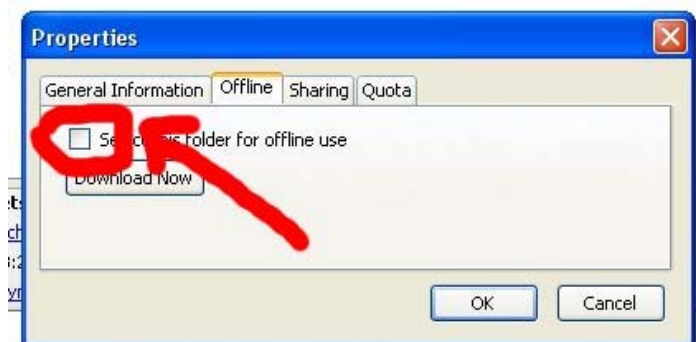 Properties
General Information Offline Sharing Quota
folder for offline use
Download Now
OK Cancel